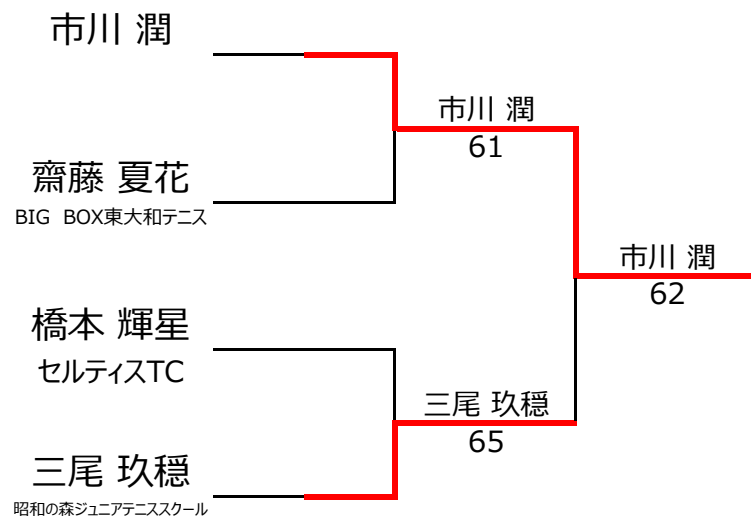 市川 潤
市川 潤
61
齋藤 夏花
BIG BOX東大和テニス
市川 潤
62
橋本 輝星
セルティスTC
三尾 玖穏
65
三尾 玖穏
昭和の森ジュニアテニススクール